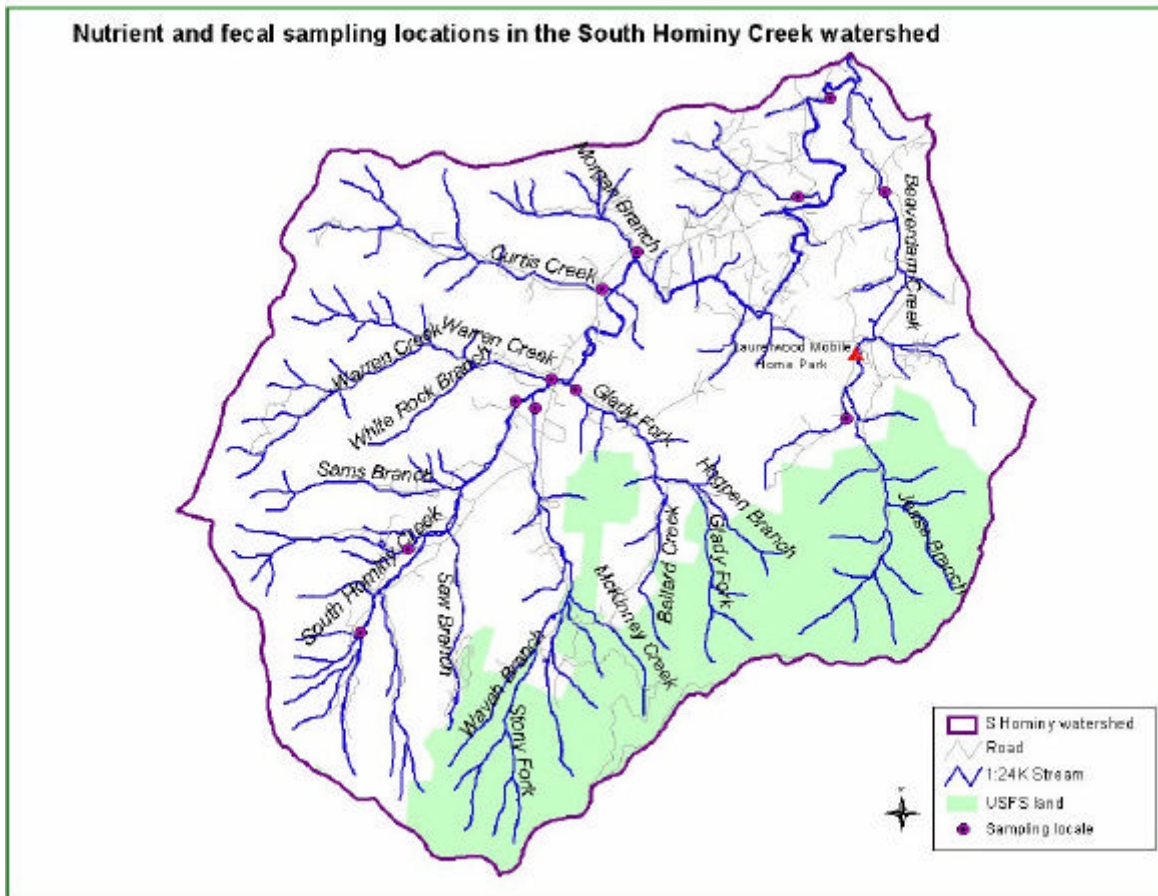 Nutrient and fecal sampling locations in the South Hominy Creek watershed
Morgan Branch
Beaverdam Creek
Curtis Creek
Warren Creek
Warren Creek
White Rock Branch
Laurelwood Mobile
Home Park
Glady Fork
Sams Branch
Hogpen Branch
Jesse Branch
South Hominy Creek
Saw Branch
Ballard Creek
Glady Fork
McKinney Creek
Wayah Branch
Stony Fork
S Hominy watershed
Road
1:24K Stream
USFS land
Sampling locale